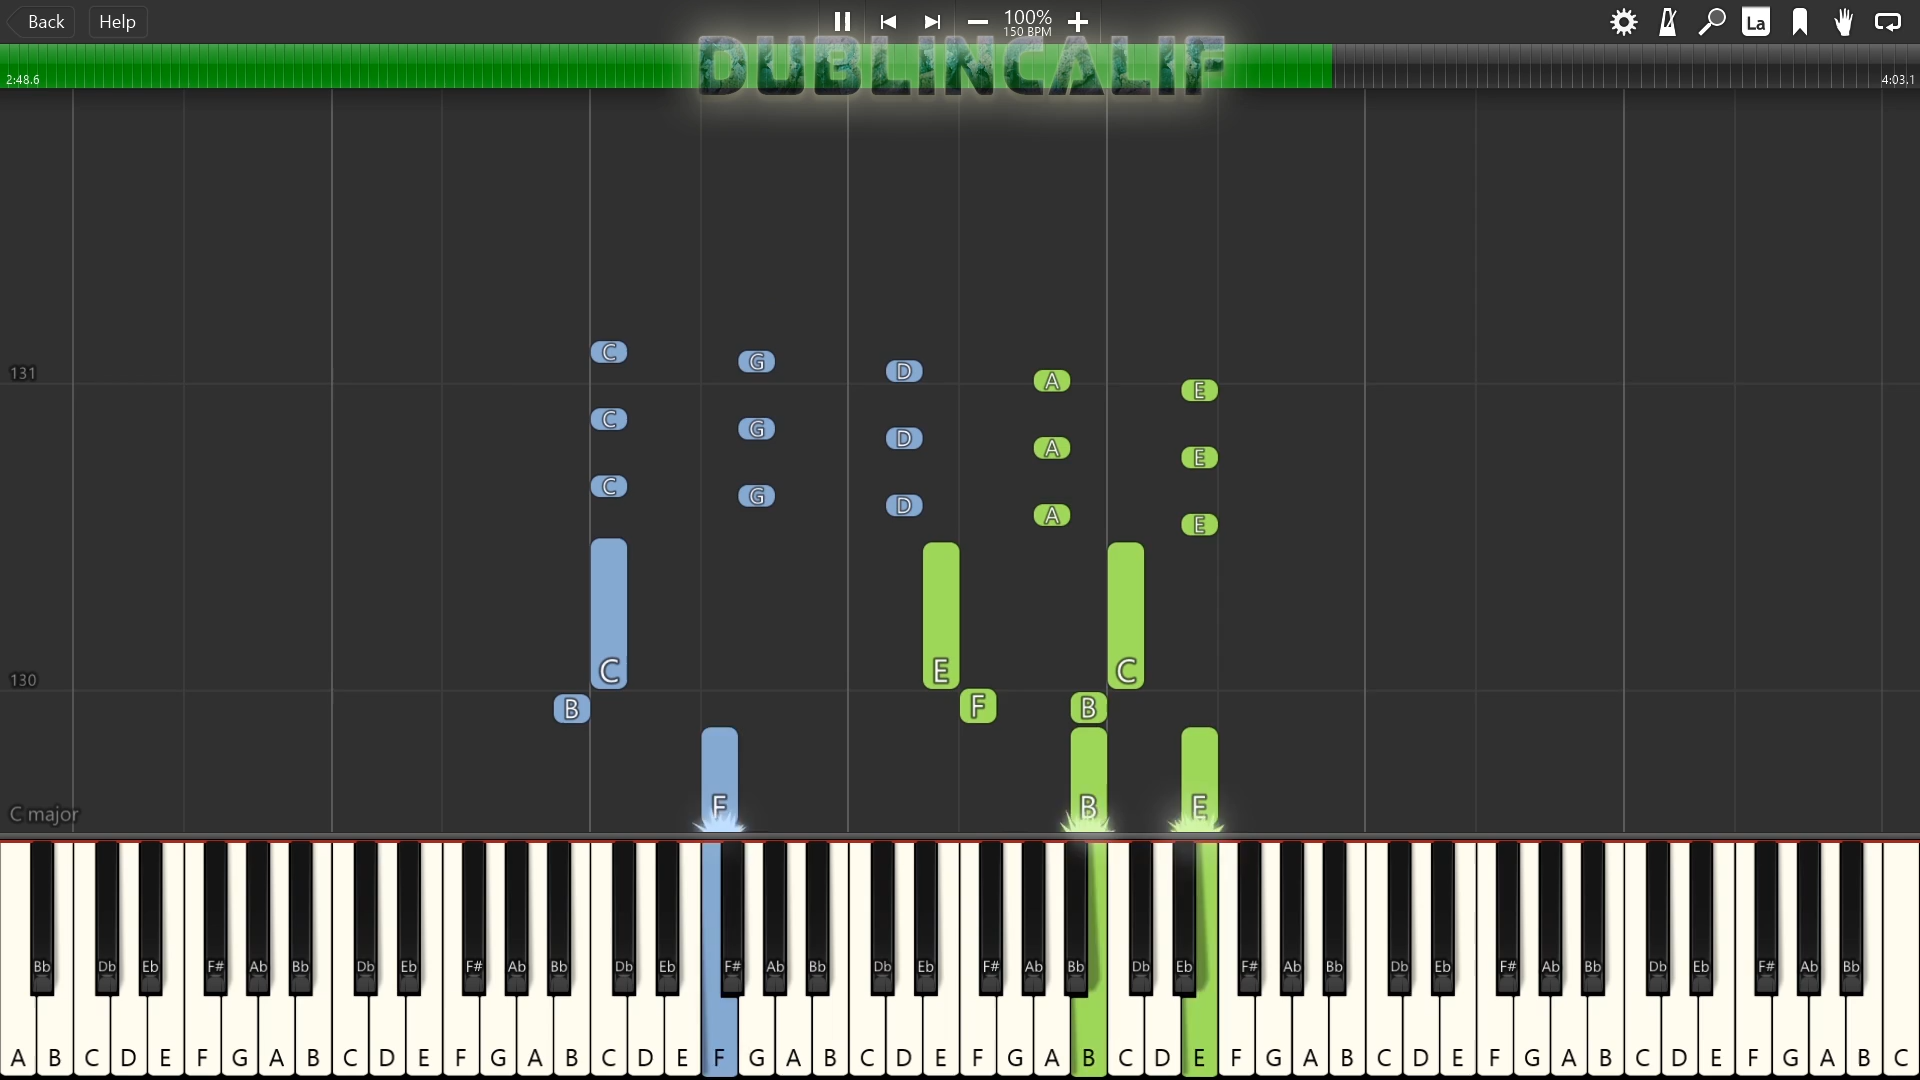 Back Help 100%
150 BPM
La
DUBLINCALIF
2:48.6 4:03.1
C G D A E
131
C G D A E
C G D A E
C E C
130
B F B
F B E
C major
Bb Db Eb F# Ab Bb Db Eb F# Ab Bb Db Eb F# Ab Bb Db Eb F# Ab Bb Db Eb F# Ab Bb Db Eb F# Ab Bb Db Eb F# Ab Bb
A B C D E F G A B C D E F G A B C D E F G A B C D E F G A B C D E F G A B C D E F G A B C D E F G A B C